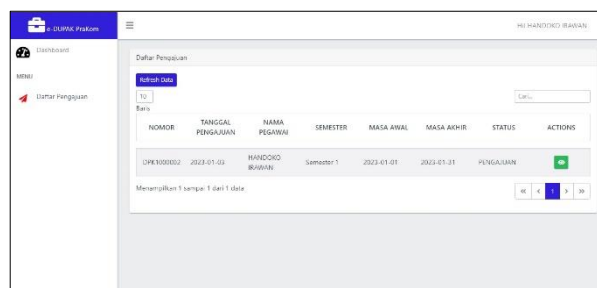 e-DUPAK PraKom
Hi! HANDOKO IRAWAN
Dashboard
MENU
Daftar Pengajuan
Daftar Pengajuan
Refresh Data
10
Baris
Cari...
NOMOR TANGGAL PENGAJUAN NAMA PEGAWAI SEMESTER MASA AWAL MASA AKHIR STATUS ACTIONS
DPK1000002 2023-01-03 HANDOKO IRAWAN Semester 1 2023-01-01 2023-01-31 PENGAJUAN
Menampilkan 1 sampai 1 dari 1 data
« < 1 > »